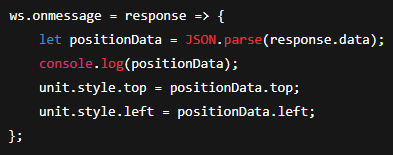 ws.onmessage = response => {
    let positionData = JSON.parse(response.data);
    console.log(positionData);
    unit.style.top = positionData.top;
    unit.style.left = positionData.left;
};